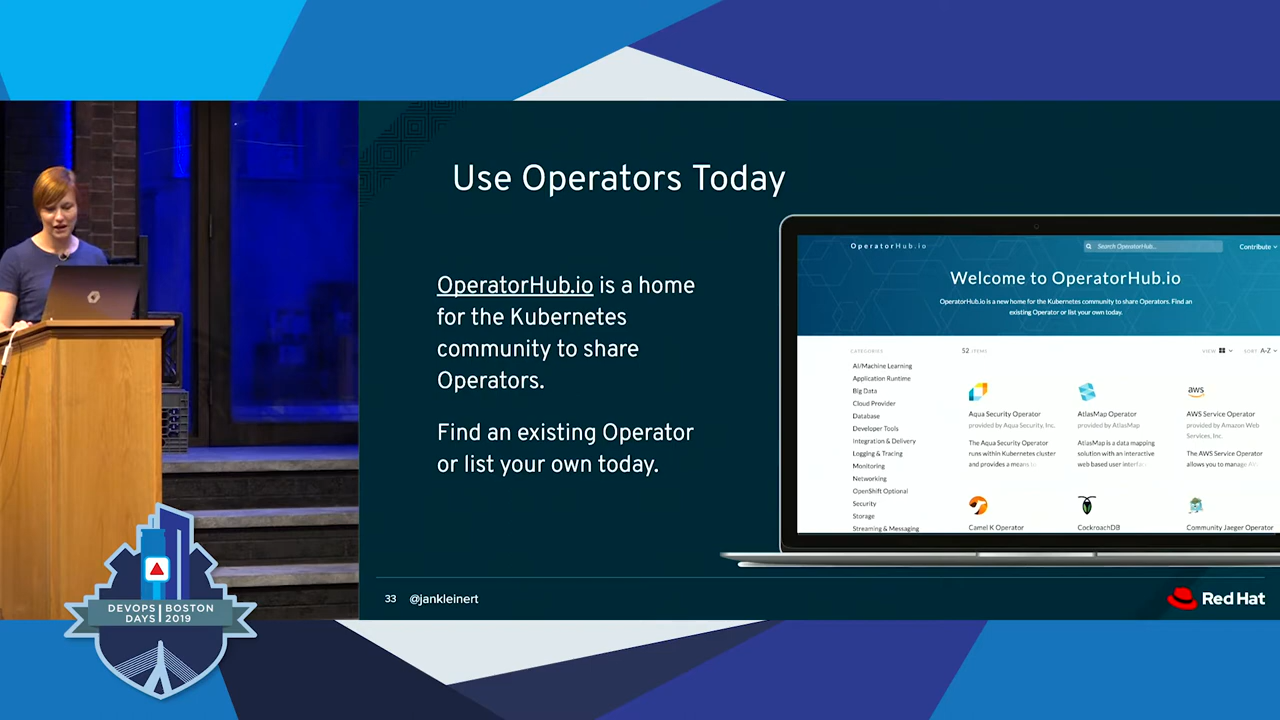 Use Operators Today
OperatorHub.io is a home
for the Kubernetes
community to share
Operators.
Find an existing Operator
or list your own today.
OperatorHub.io
Search OperatorHub...
Contribute
Welcome to OperatorHub.io
OperatorHub.io is a new home for the Kubernetes community to share Operators. Find an
existing Operator or list your own today.
CATEGORIES
52 ITEMS
VIEW
SORT A-Z
AI/Machine Learning
Application Runtime
Big Data
Cloud Provider
Database
Developer Tools
Integration & Delivery
Logging & Tracing
Monitoring
Networking
OpenShift Optional
Security
Storage
Streaming & Messaging
Aqua Security Operator
provided by Aqua Security, Inc.
The Aqua Security Operator
runs within Kubernetes cluster
and provides a means to
AtlasMap Operator
provided by AtlasMap
AtlasMap is a data mapping
solution with an interactive
web based user interfac
aws
AWS Service Operator
provided by Amazon Web
Services, Inc.
The AWS Service Operator
allows you to manage
Camel K Operator
CockroachDB
Community Jaeger Operator
33 @jankleinert
Red Hat
DEVOPS BOSTON
DAYS 2019